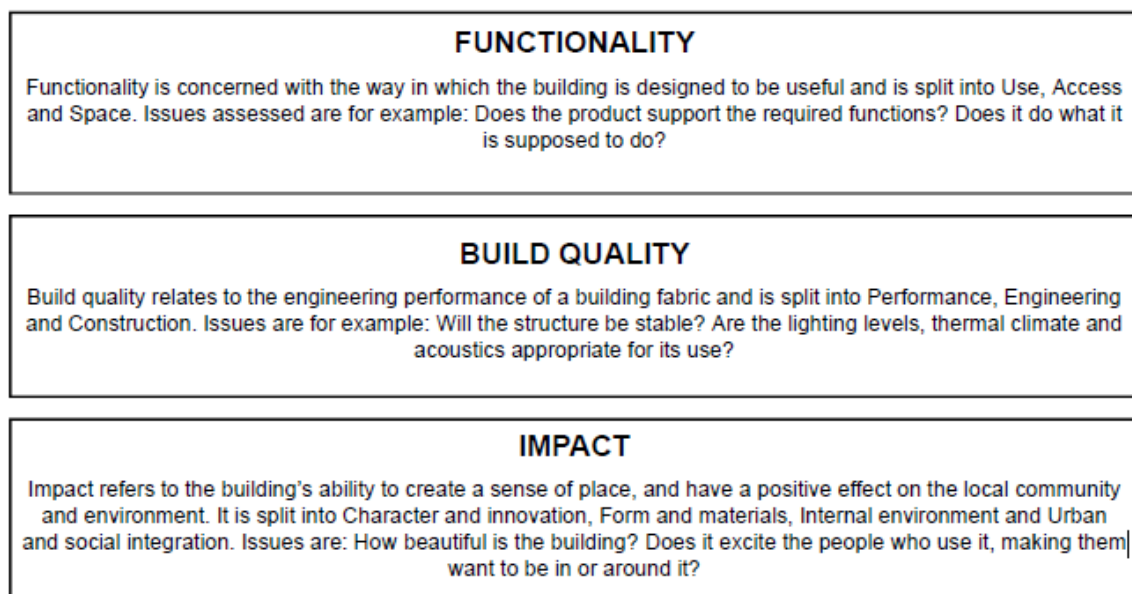 FUNCTIONALITY
Functionality is concerned with the way in which the building is designed to be useful and is split into Use, Access
and Space. Issues assessed are for example: Does the product support the required functions? Does it do what it
is supposed to do?
BUILD QUALITY
Build quality relates to the engineering performance of a building fabric and is split into Performance, Engineering
and Construction. Issues are for example: Will the structure be stable? Are the lighting levels, thermal climate and
acoustics appropriate for its use?
IMPACT
Impact refers to the building's ability to create a sense of place, and have a positive effect on the local community
and environment. It is split into Character and innovation, Form and materials, Internal environment and Urban
and social integration. Issues are: How beautiful is the building? Does it excite the people who use it, making them
want to be in or around it?